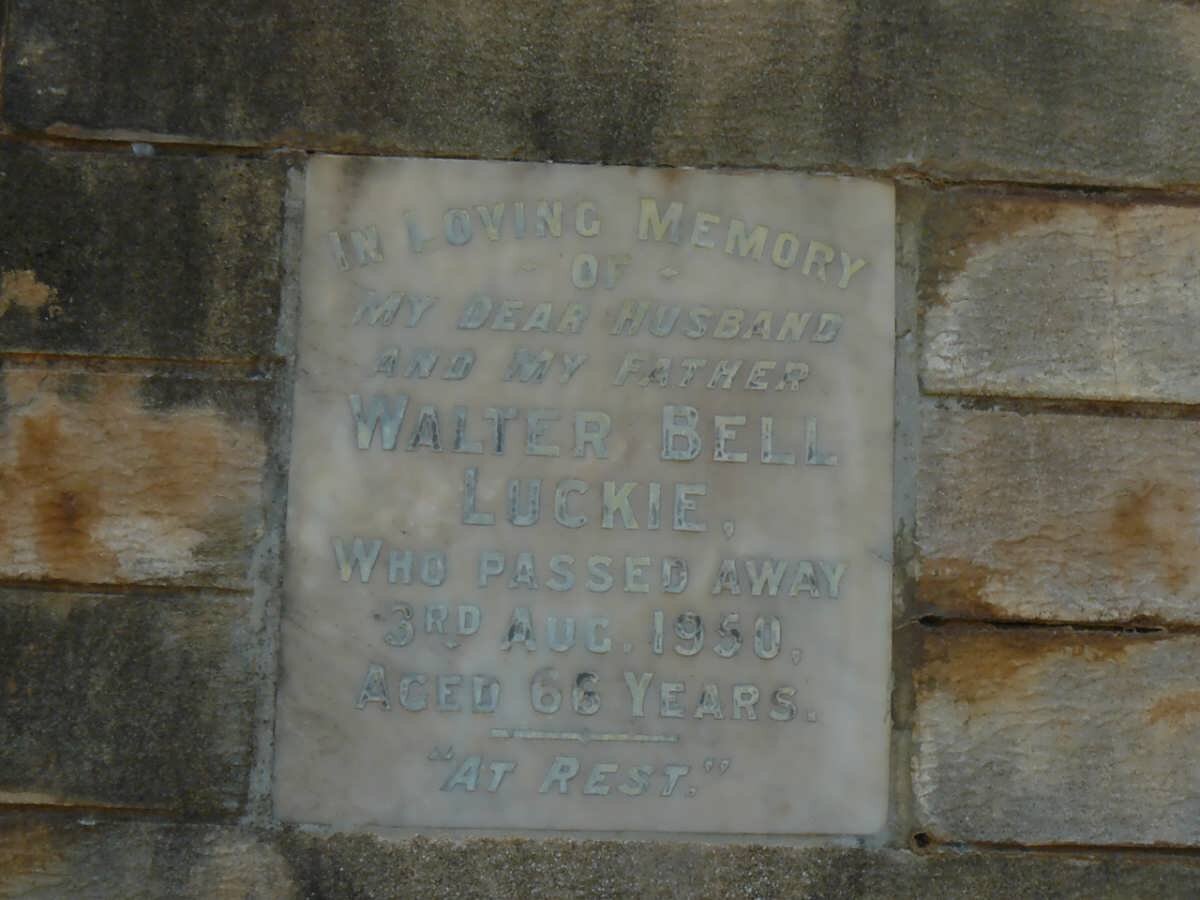 IN LOVING MEMORY
OF
MY DEAR HUSBAND
AND MY FATHER
WALTER BELL
LUCKIE,
WHO PASSED AWAY
3RD AUG. 1950,
AGED 66 YEARS.
"AT REST."